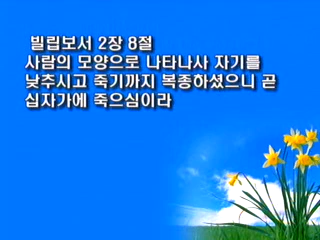 빌립보서 2장 8절
사람의 모양으로 나타나사 자기를
낮추시고 죽기까지 복종하셨으니 곧
십자가에 죽으심이라